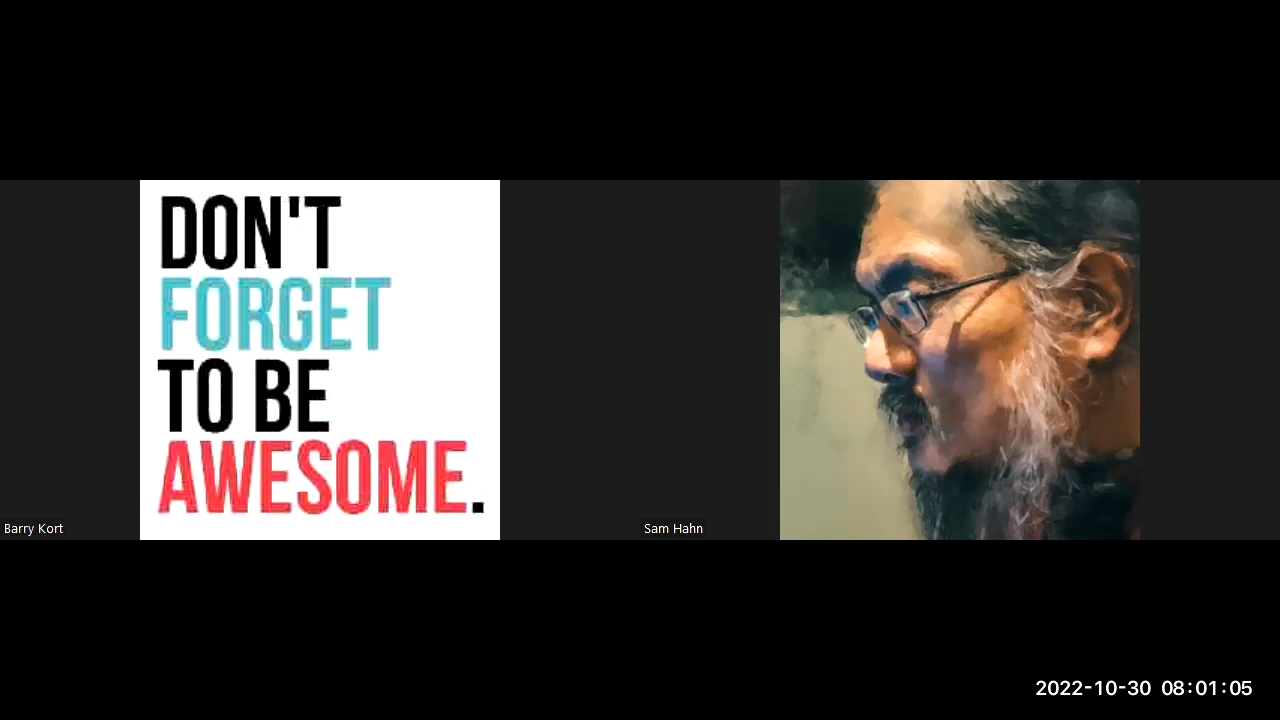 DON'T
FORGET
TO BE
AWESOME.
Barry Kort
Sam Hahn
2022-10-30 08:01:05